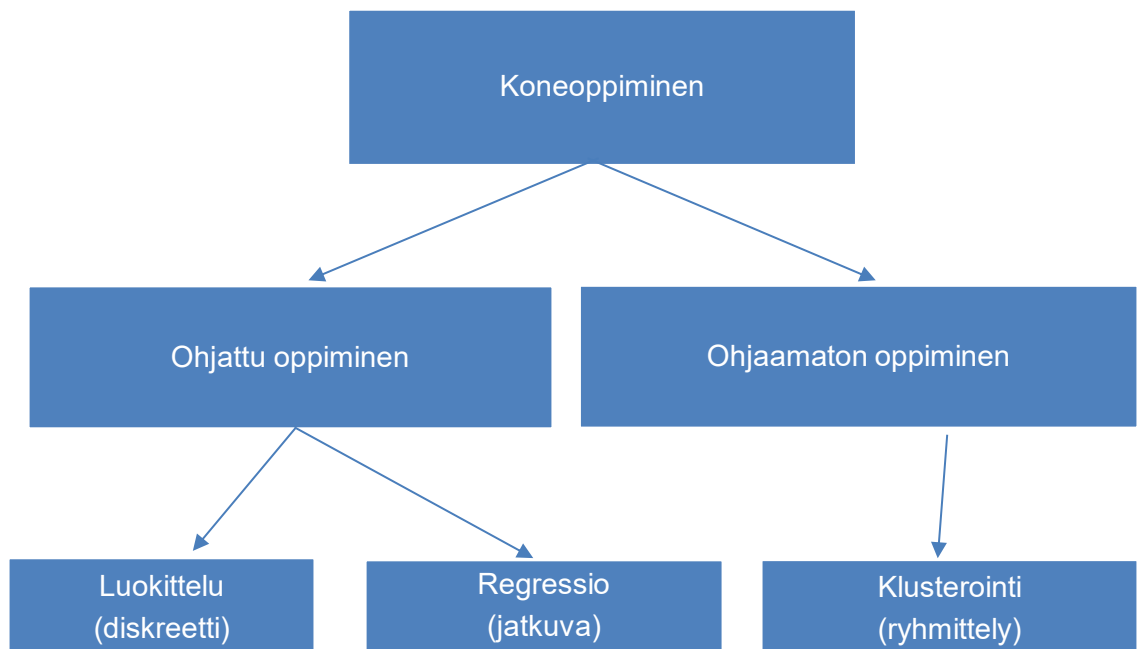 Koneoppiminen
Ohjattu oppiminen
Ohjaamaton oppiminen
Luokittelu
(diskreetti)
Regressio
(jatkuva)
Klusterointi
(ryhmittely)